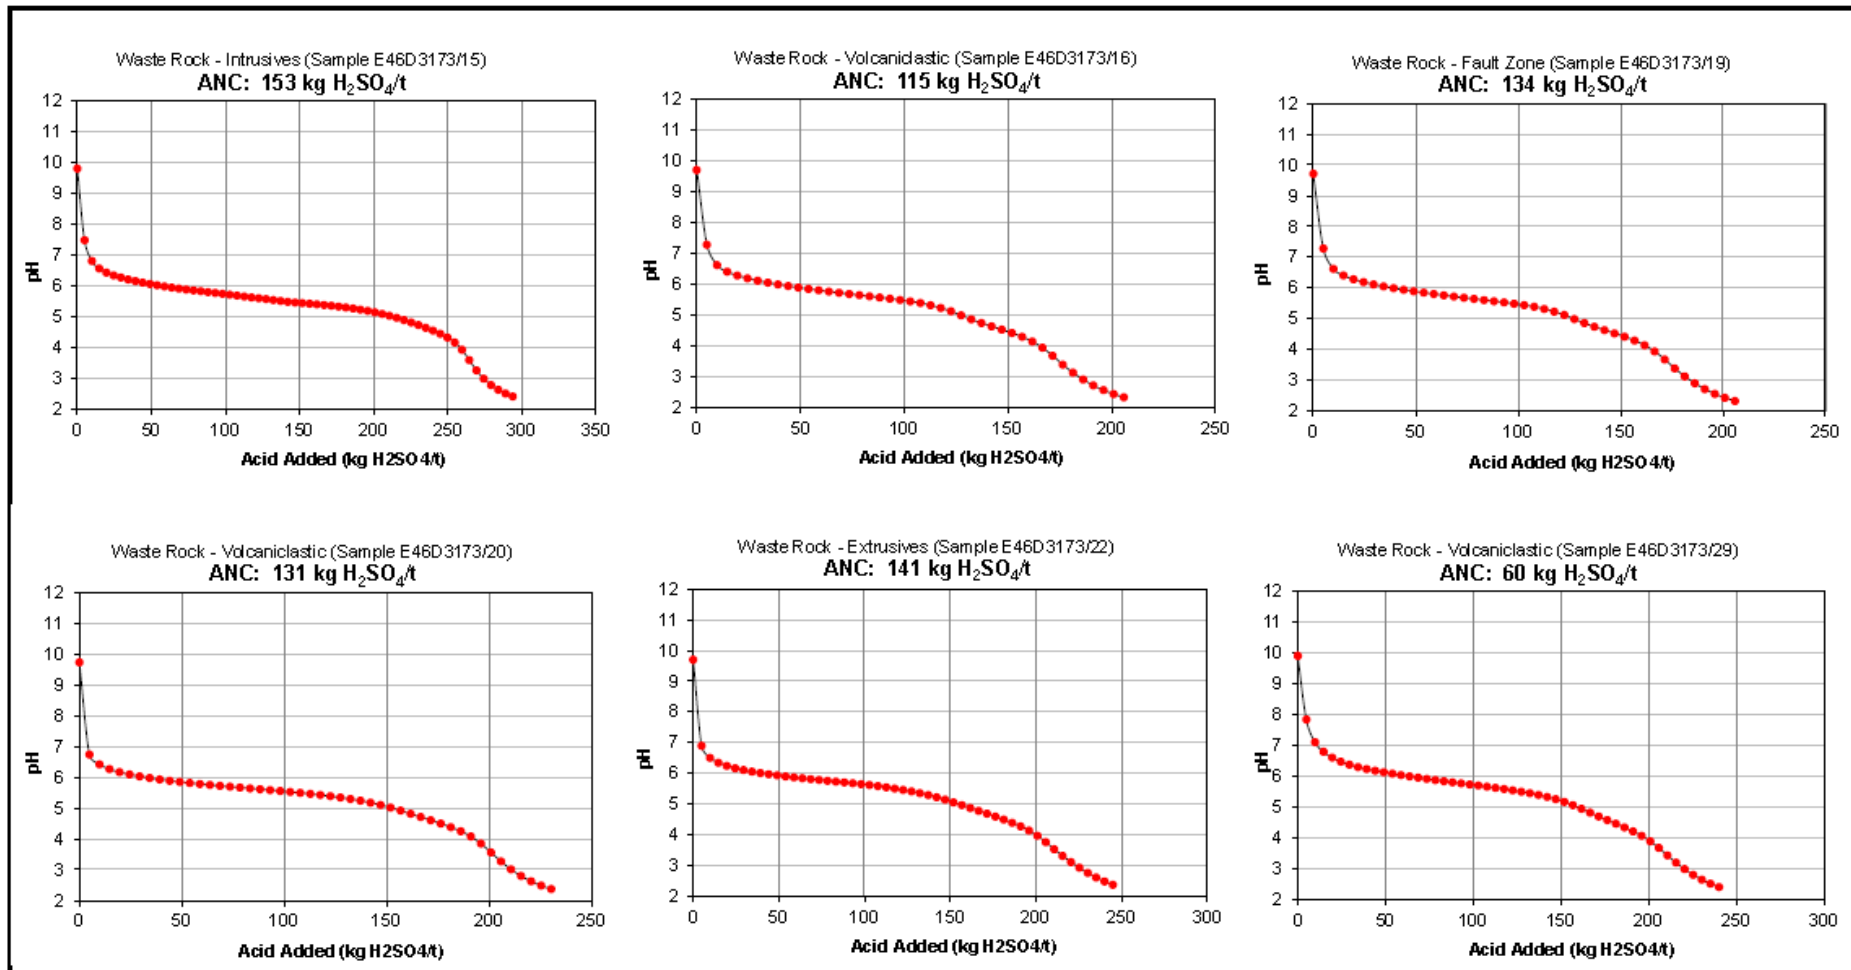 Waste Rock - Intrusives (Sample E46D3173/15)
ANC: 153 kg H₂SO₄/t
12
11
10
9
8
7
6
5
4
3
2
pH
0 50 100 150 200 250 300 350
Acid Added (kg H2SO4/t)
Waste Rock - Volcaniclastic (Sample E46D3173/16)
ANC: 115 kg H₂SO₄/t
12
11
10
9
8
7
6
5
4
3
2
pH
0 50 100 150 200 250
Acid Added (kg H2SO4/t)
Waste Rock - Fault Zone (Sample E46D3173/19)
ANC: 134 kg H₂SO₄/t
12
11
10
9
8
7
6
5
4
3
2
pH
0 50 100 150 200 250
Acid Added (kg H2SO4/t)
Waste Rock - Volcaniclastic (Sample E46D3173/20)
ANC: 131 kg H₂SO₄/t
12
11
10
9
8
7
6
5
4
3
2
pH
0 50 100 150 200 250
Acid Added (kg H2SO4/t)
Waste Rock - Extrusives (Sample E46D3173/22)
ANC: 141 kg H₂SO₄/t
12
11
10
9
8
7
6
5
4
3
2
pH
0 50 100 150 200 250 300
Acid Added (kg H2SO4/t)
Waste Rock - Volcaniclastic (Sample E46D3173/29)
ANC: 60 kg H₂SO₄/t
12
11
10
9
8
7
6
5
4
3
2
pH
0 50 100 150 200 250 300
Acid Added (kg H2SO4/t)